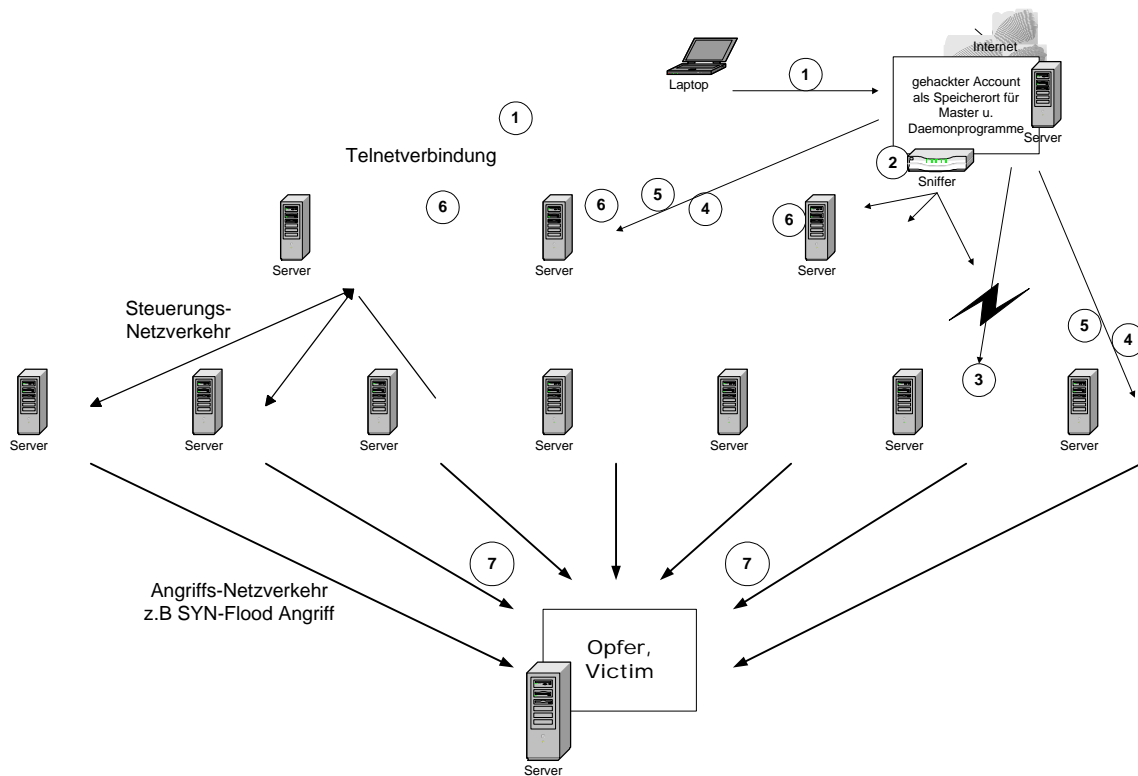 Internet
Laptop
1
gehackter Account
als Speicherort für
Master u.
Daemonprogramme
Server
1
Telnetverbindung
2
Sniffer
6
6
5
4
6
Server
Server
Server
Steuerungs-
Netzverkehr
5
4
3
Server
Server
Server
Server
Server
Server
Server
7
7
Angriffs-Netzverkehr
z.B SYN-Flood Angriff
Opfer,
Victim
Server